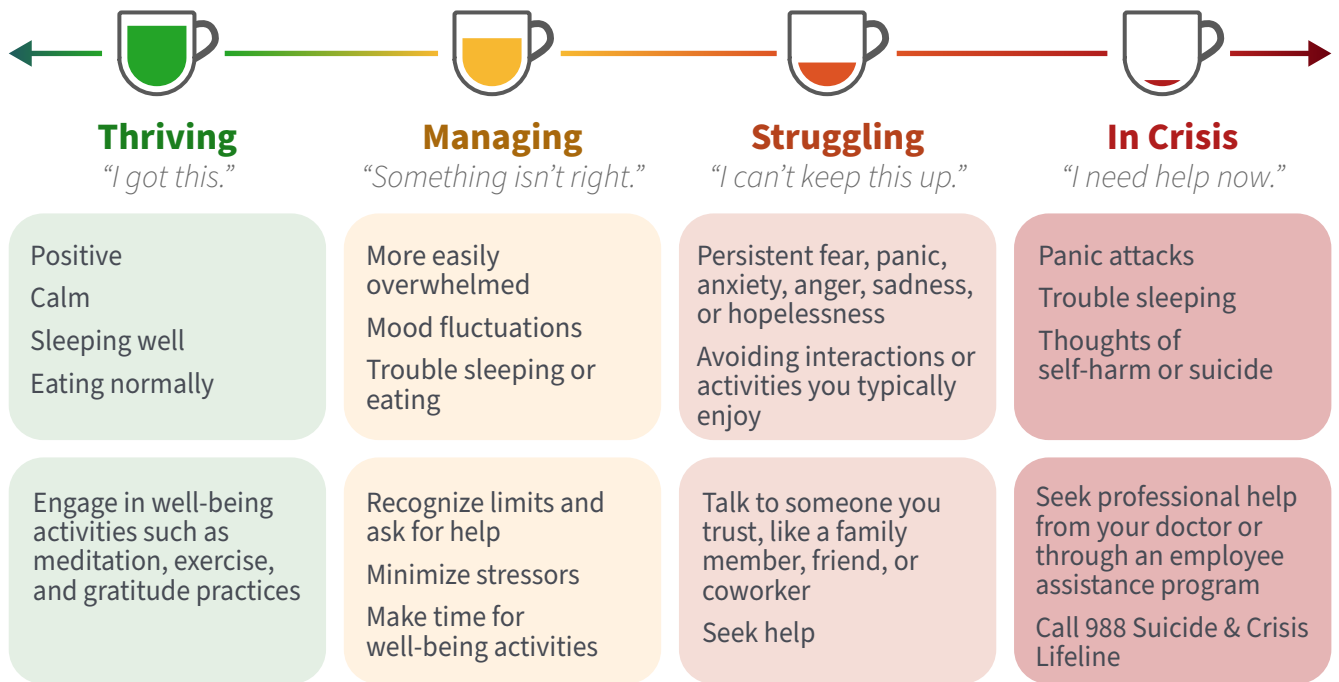 Thriving
“I got this.”
Managing
“Something isn’t right.”
Struggling
“I can’t keep this up.”
In Crisis
“I need help now.”
Positive
Calm
Sleeping well
Eating normally
More easily
overwhelmed
Mood fluctuations
Trouble sleeping or
eating
Persistent fear, panic,
anxiety, anger, sadness,
or hopelessness
Avoiding interactions or
activities you typically
enjoy
Panic attacks
Trouble sleeping
Thoughts of
self-harm or suicide
Engage in well-being
activities such as
meditation, exercise,
and gratitude practices
Recognize limits and
ask for help
Minimize stressors
Make time for
well-being activities
Talk to someone you
trust, like a family
member, friend, or
coworker
Seek help
Seek professional help
from your doctor or
through an employee
assistance program
Call 988 Suicide & Crisis
Lifeline